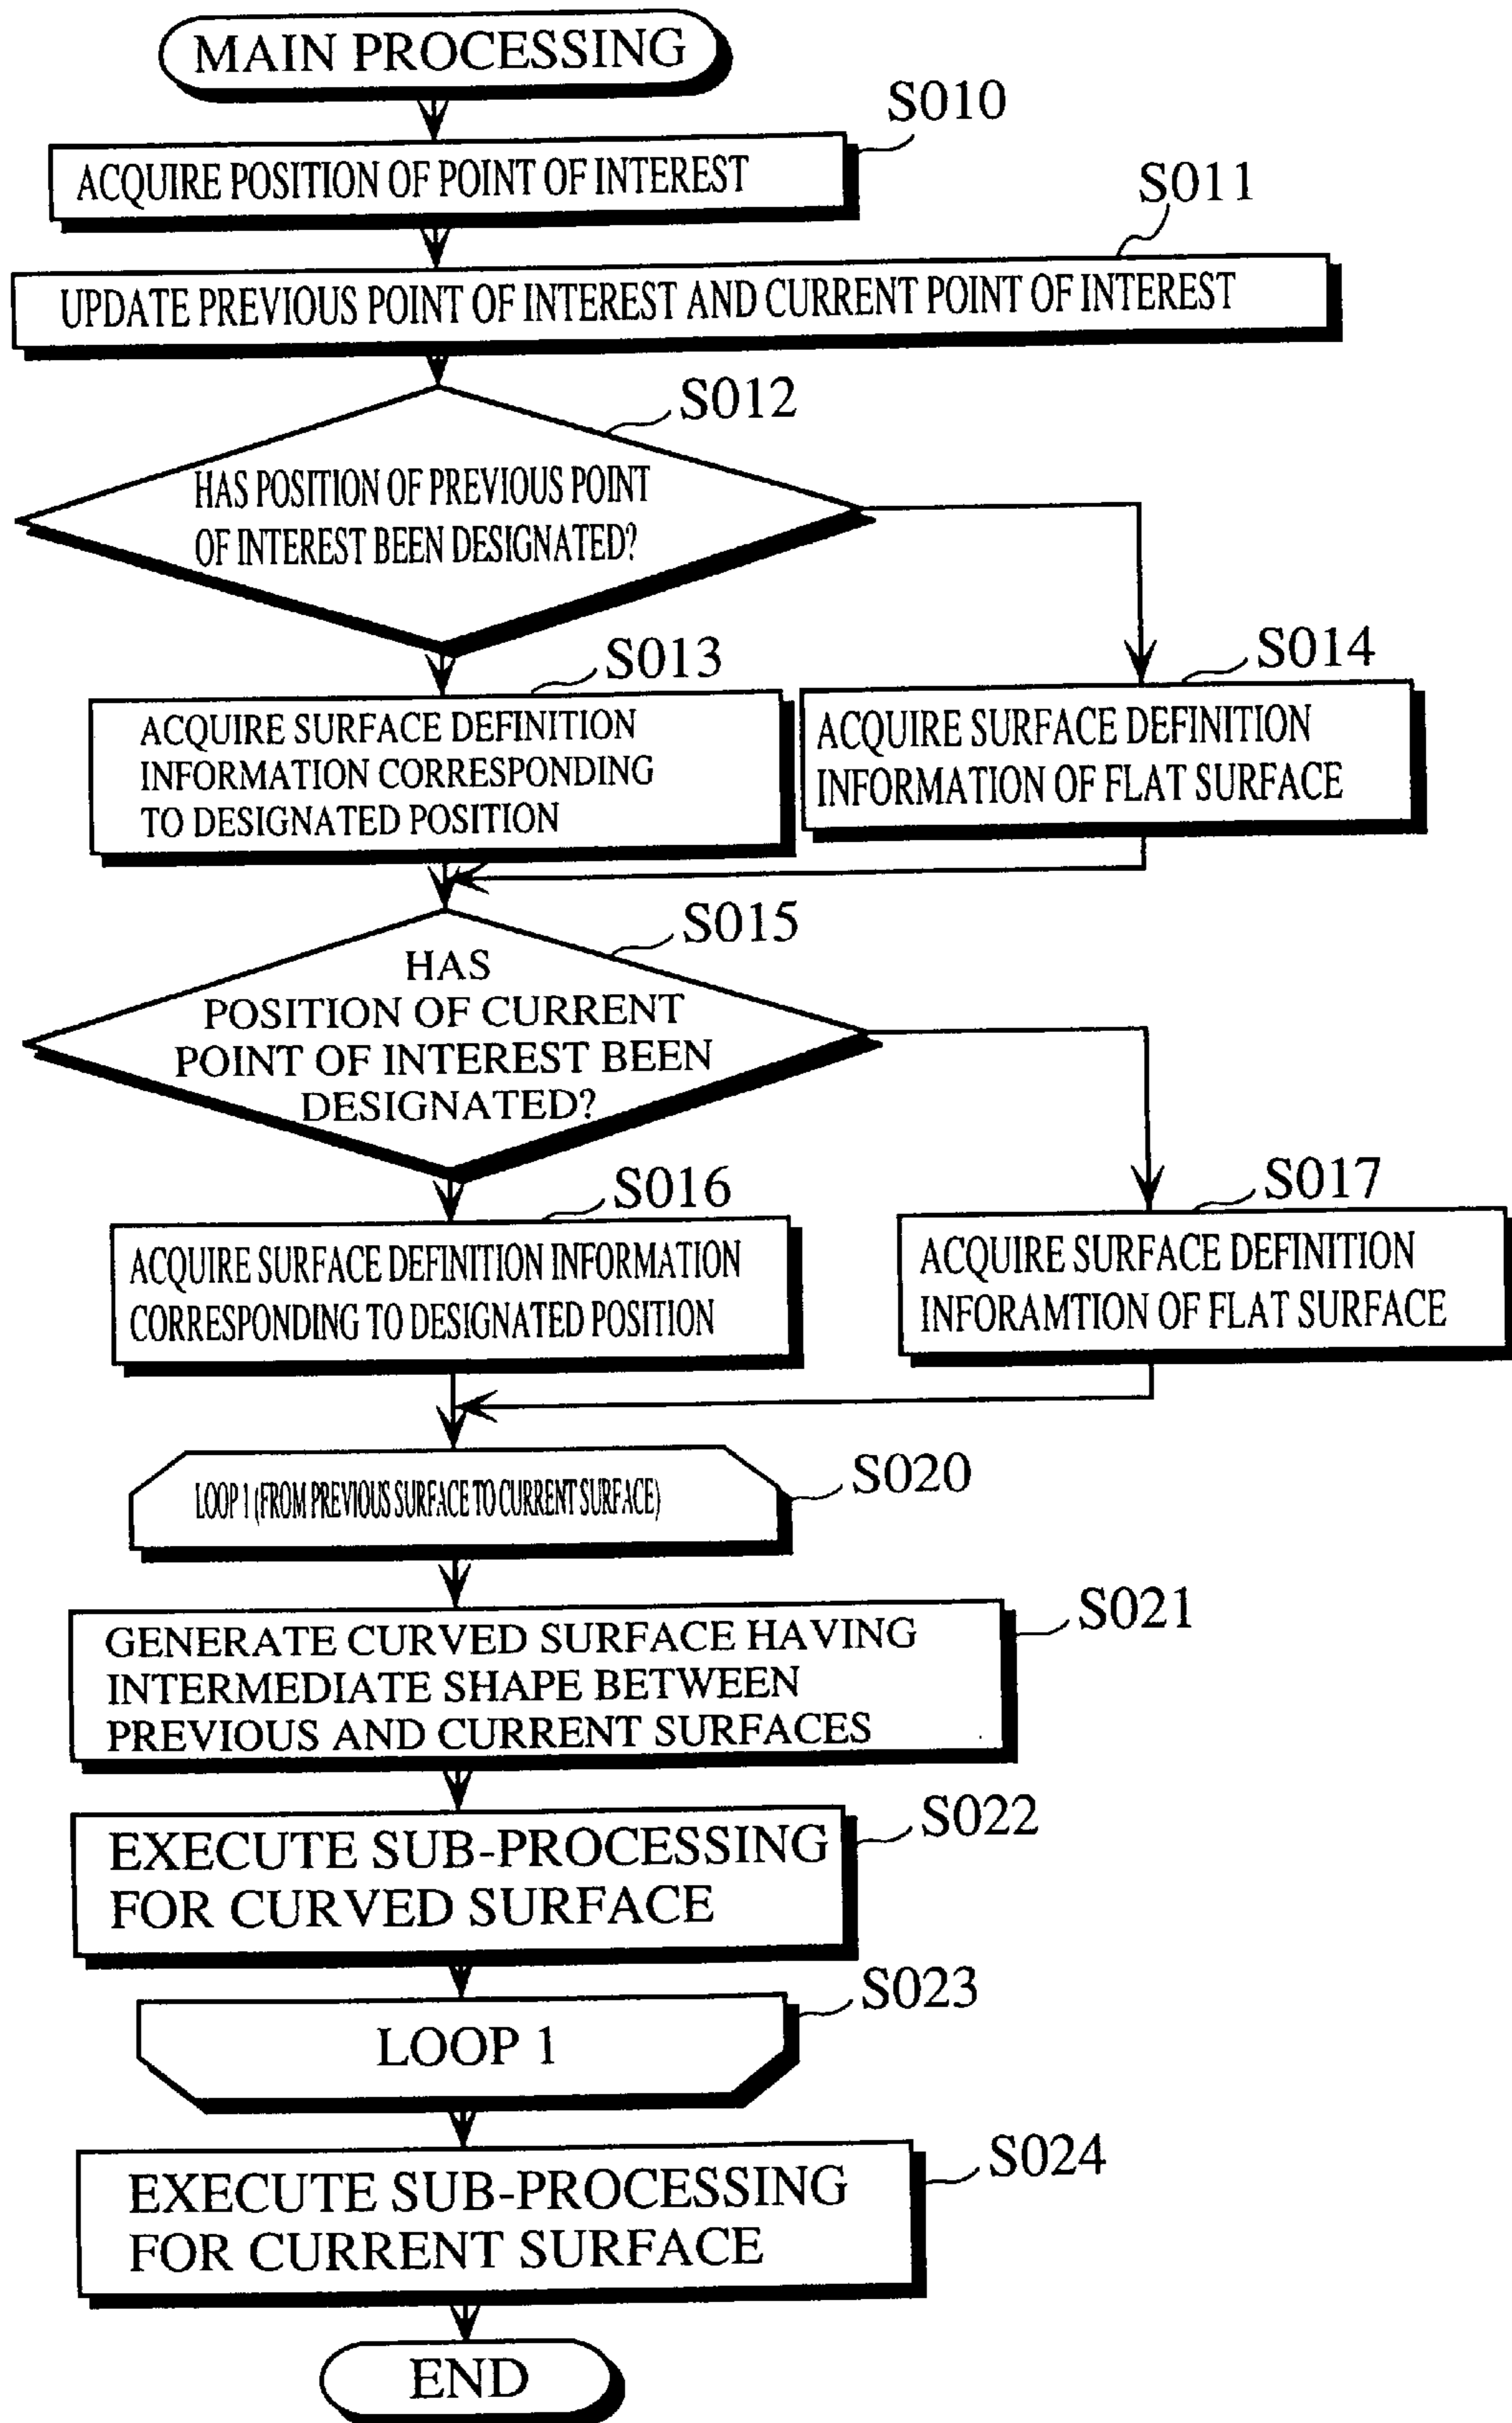 MAIN PROCESSING
S010
ACQUIRE POSITION OF POINT OF INTEREST
S011
UPDATE PREVIOUS POINT OF INTEREST AND CURRENT POINT OF INTEREST
S012
HAS POSITION OF PREVIOUS POINT
OF INTEREST BEEN DESIGNATED?
S013
ACQUIRE SURFACE DEFINITION
INFORMATION CORRESPONDING
TO DESIGNATED POSITION
S014
ACQUIRE SURFACE DEFINITION
INFORMATION OF FLAT SURFACE
S015
HAS
POSITION OF CURRENT
POINT OF INTEREST BEEN
DESIGNATED?
S016
ACQUIRE SURFACE DEFINITION INFORMATION
CORRESPONDING TO DESIGNATED POSITION
S017
ACQUIRE SURFACE DEFINITION
INFORAMTION OF FLAT SURFACE
S020
LOOP 1 (FROM PREVIOUS SURFACE TO CURRENT SURFACE)
S021
GENERATE CURVED SURFACE HAVING
INTERMEDIATE SHAPE BETWEEN
PREVIOUS AND CURRENT SURFACES
S022
EXECUTE SUB-PROCESSING
FOR CURVED SURFACE
S023
LOOP 1
S024
EXECUTE SUB-PROCESSING
FOR CURRENT SURFACE
END